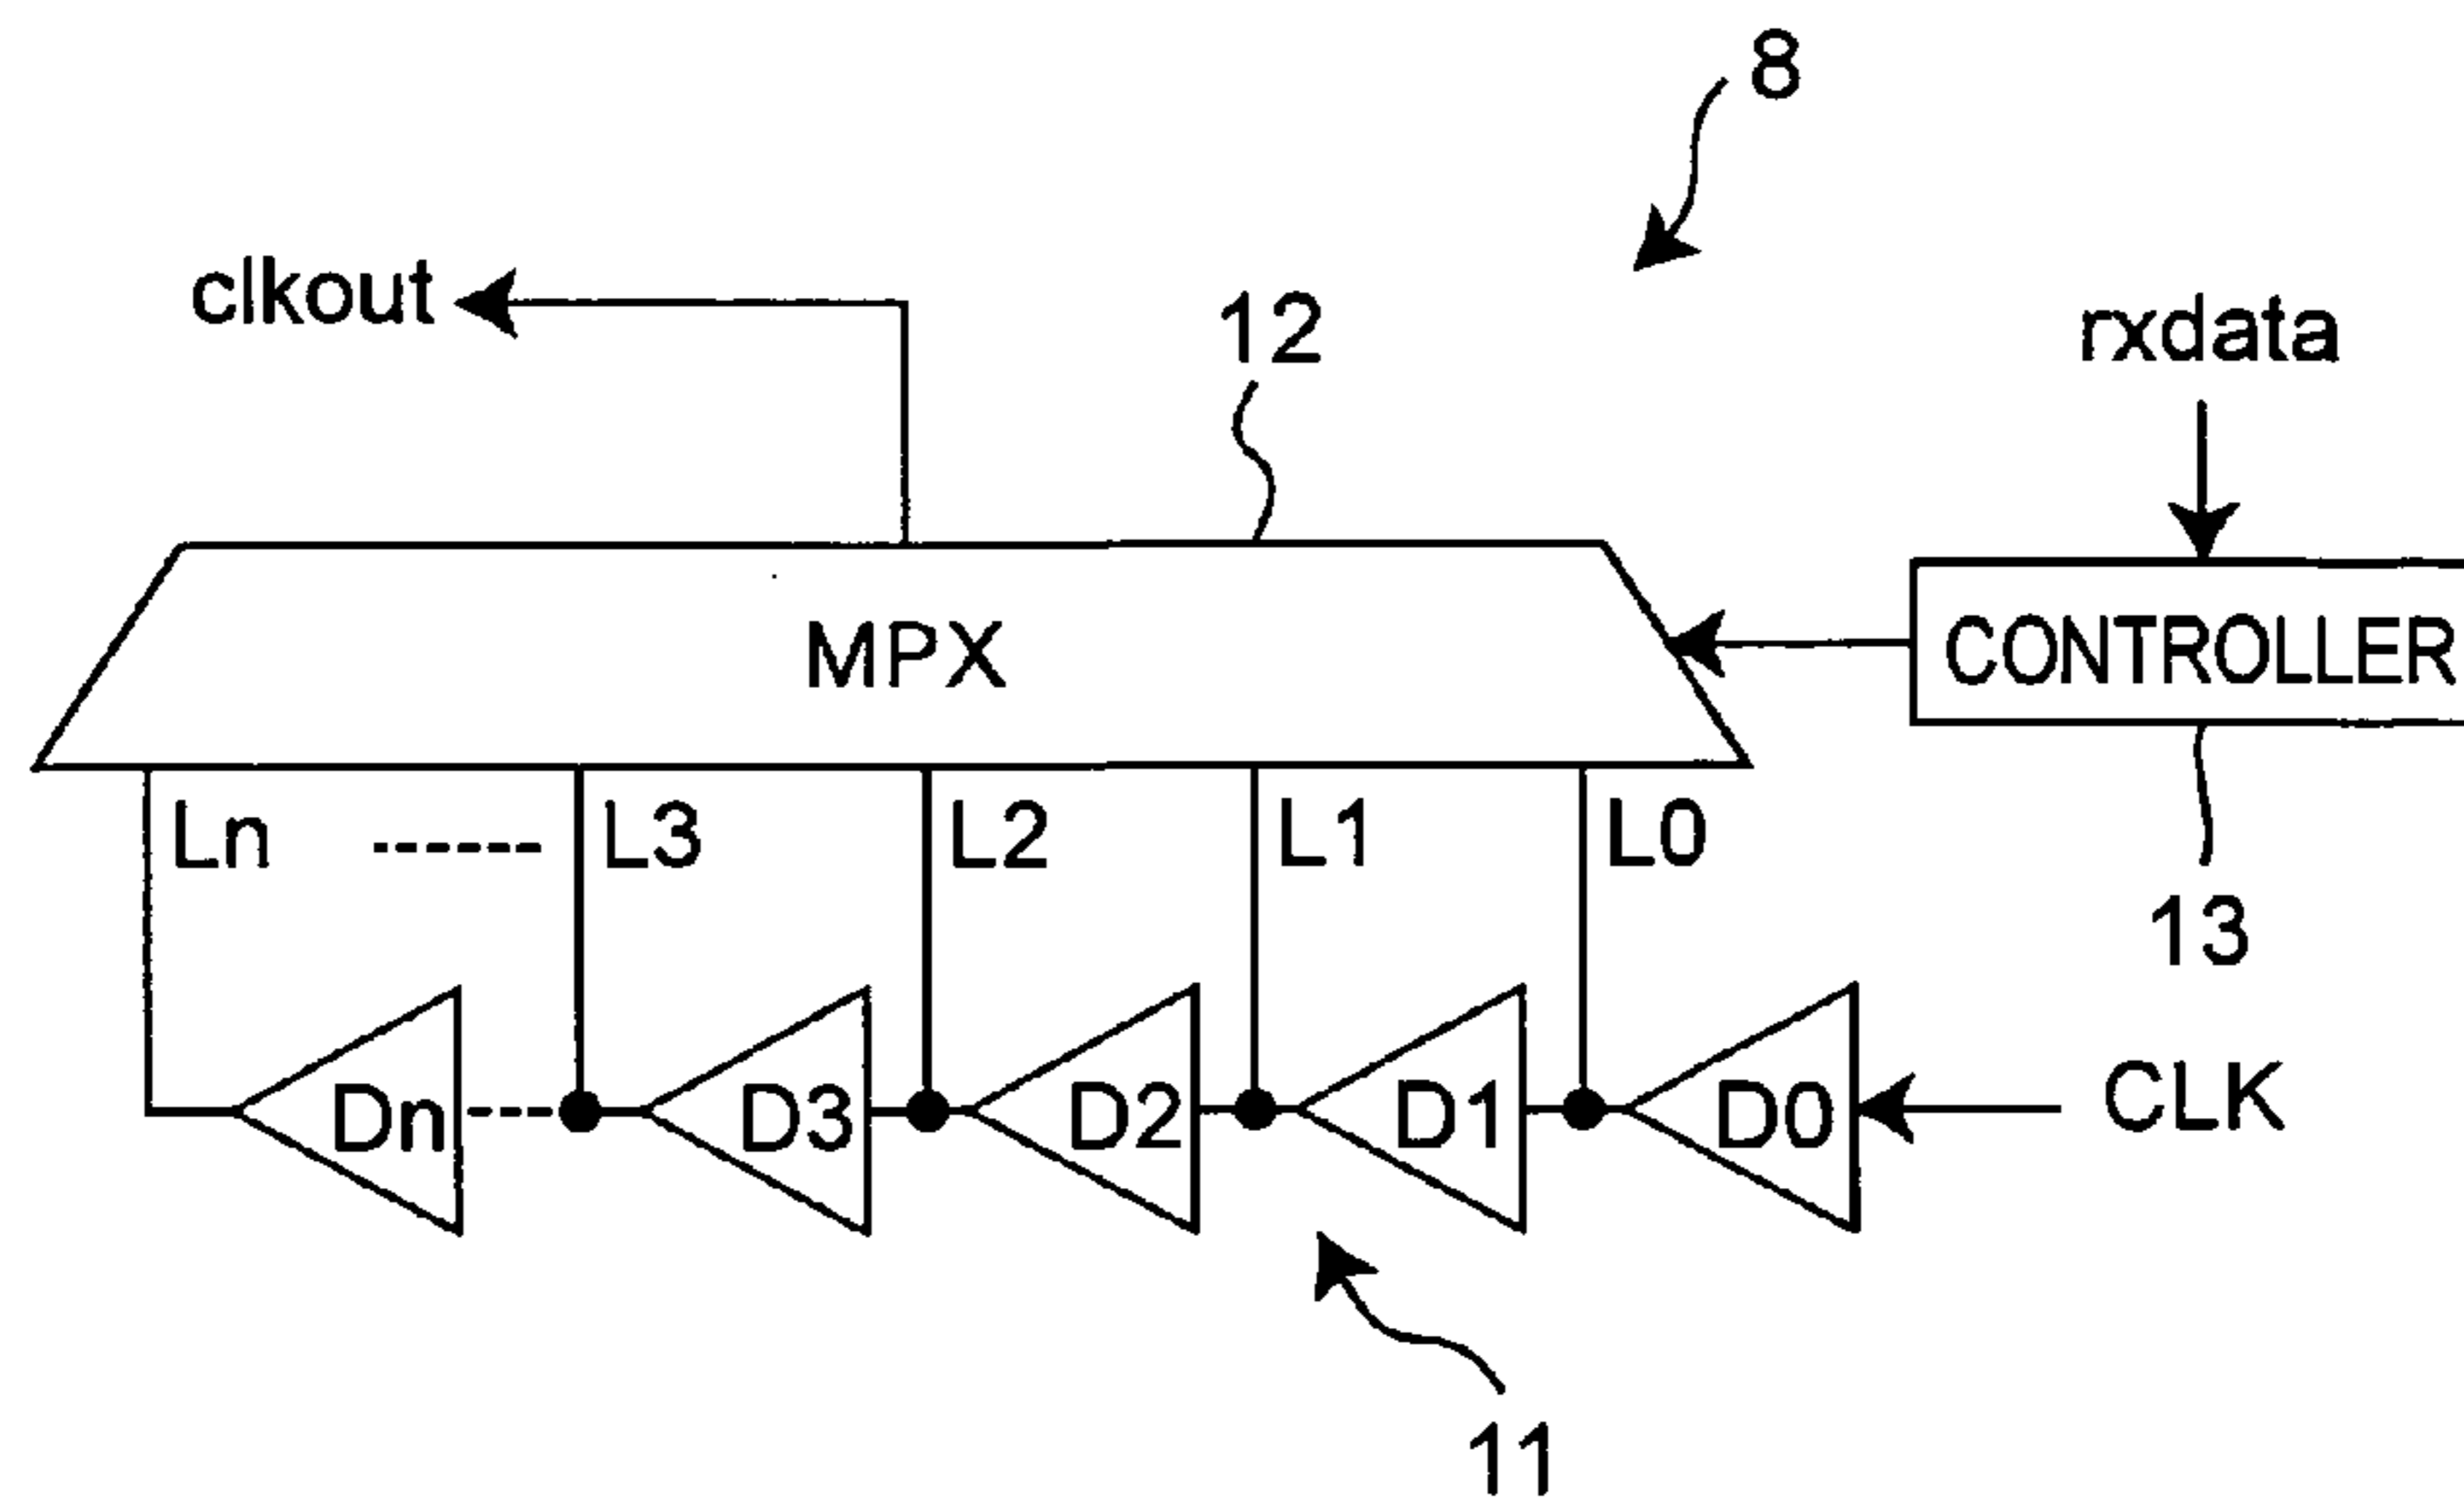 8
clkout
12
rxdata
MPX
CONTROLLER
Ln
L3
L2
L1
L0
13
Dn
D3
D2
D1
D0
CLK
11